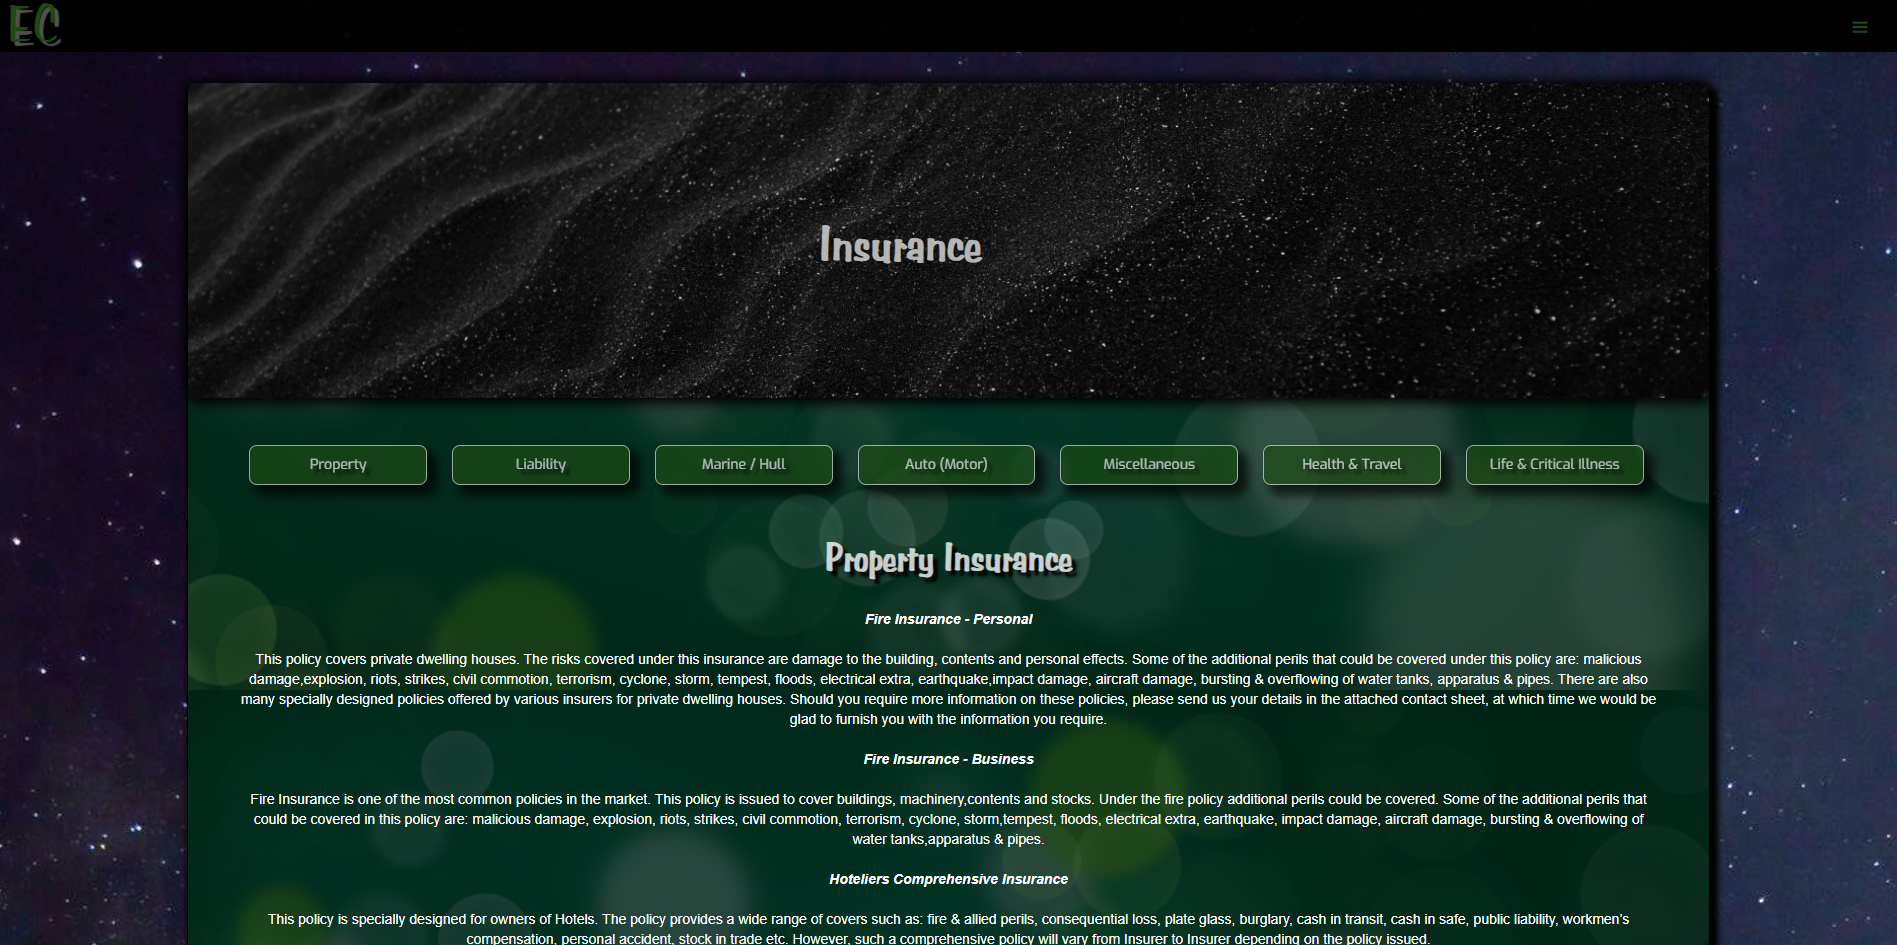 EC
Insurance
Property
Liability
Marine / Hull
Auto (Motor)
Miscellaneous
Health & Travel
Life & Critical Illness
Property Insurance
Fire Insurance - Personal
This policy covers private dwelling houses. The risks covered under this insurance are damage to the building, contents and personal effects. Some of the additional perils that could be covered under this policy are: malicious
damage,explosion, riots, strikes, civil commotion, terrorism, cyclone, storm, tempest, floods, electrical extra, earthquake,impact damage, aircraft damage, bursting & overflowing of water tanks, apparatus & pipes. There are also
many specially designed policies offered by various insurers for private dwelling houses. Should you require more information on these policies, please send us your details in the attached contact sheet, at which time we would be
glad to furnish you with the information you require.
Fire Insurance - Business
Fire Insurance is one of the most common policies in the market. This policy is issued to cover buildings, machinery,contents and stocks. Under the fire policy additional perils could be covered. Some of the additional perils that
could be covered in this policy are: malicious damage, explosion, riots, strikes, civil commotion, terrorism, cyclone, storm,tempest, floods, electrical extra, earthquake, impact damage, aircraft damage, bursting & overflowing of
water tanks,apparatus & pipes.
Hoteliers Comprehensive Insurance
This policy is specially designed for owners of Hotels. The policy provides a wide range of covers such as: fire & allied perils, consequential loss, plate glass, burglary, cash in transit, cash in safe, public liability, workmen's
compensation, personal accident, stock in trade etc. However, such a comprehensive policy will vary from Insurer to Insurer depending on the policy issued.